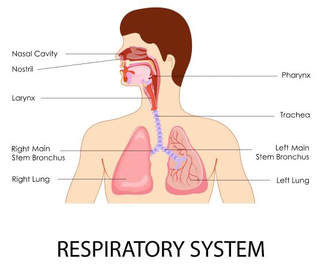 Nasal Cavity
Nostril
Pharynx
Larynx
Trachea
Right Main
Stem Bronchus
Left Main
Stem Bronchus
Right Lung
Left Lung
RESPIRATORY SYSTEM